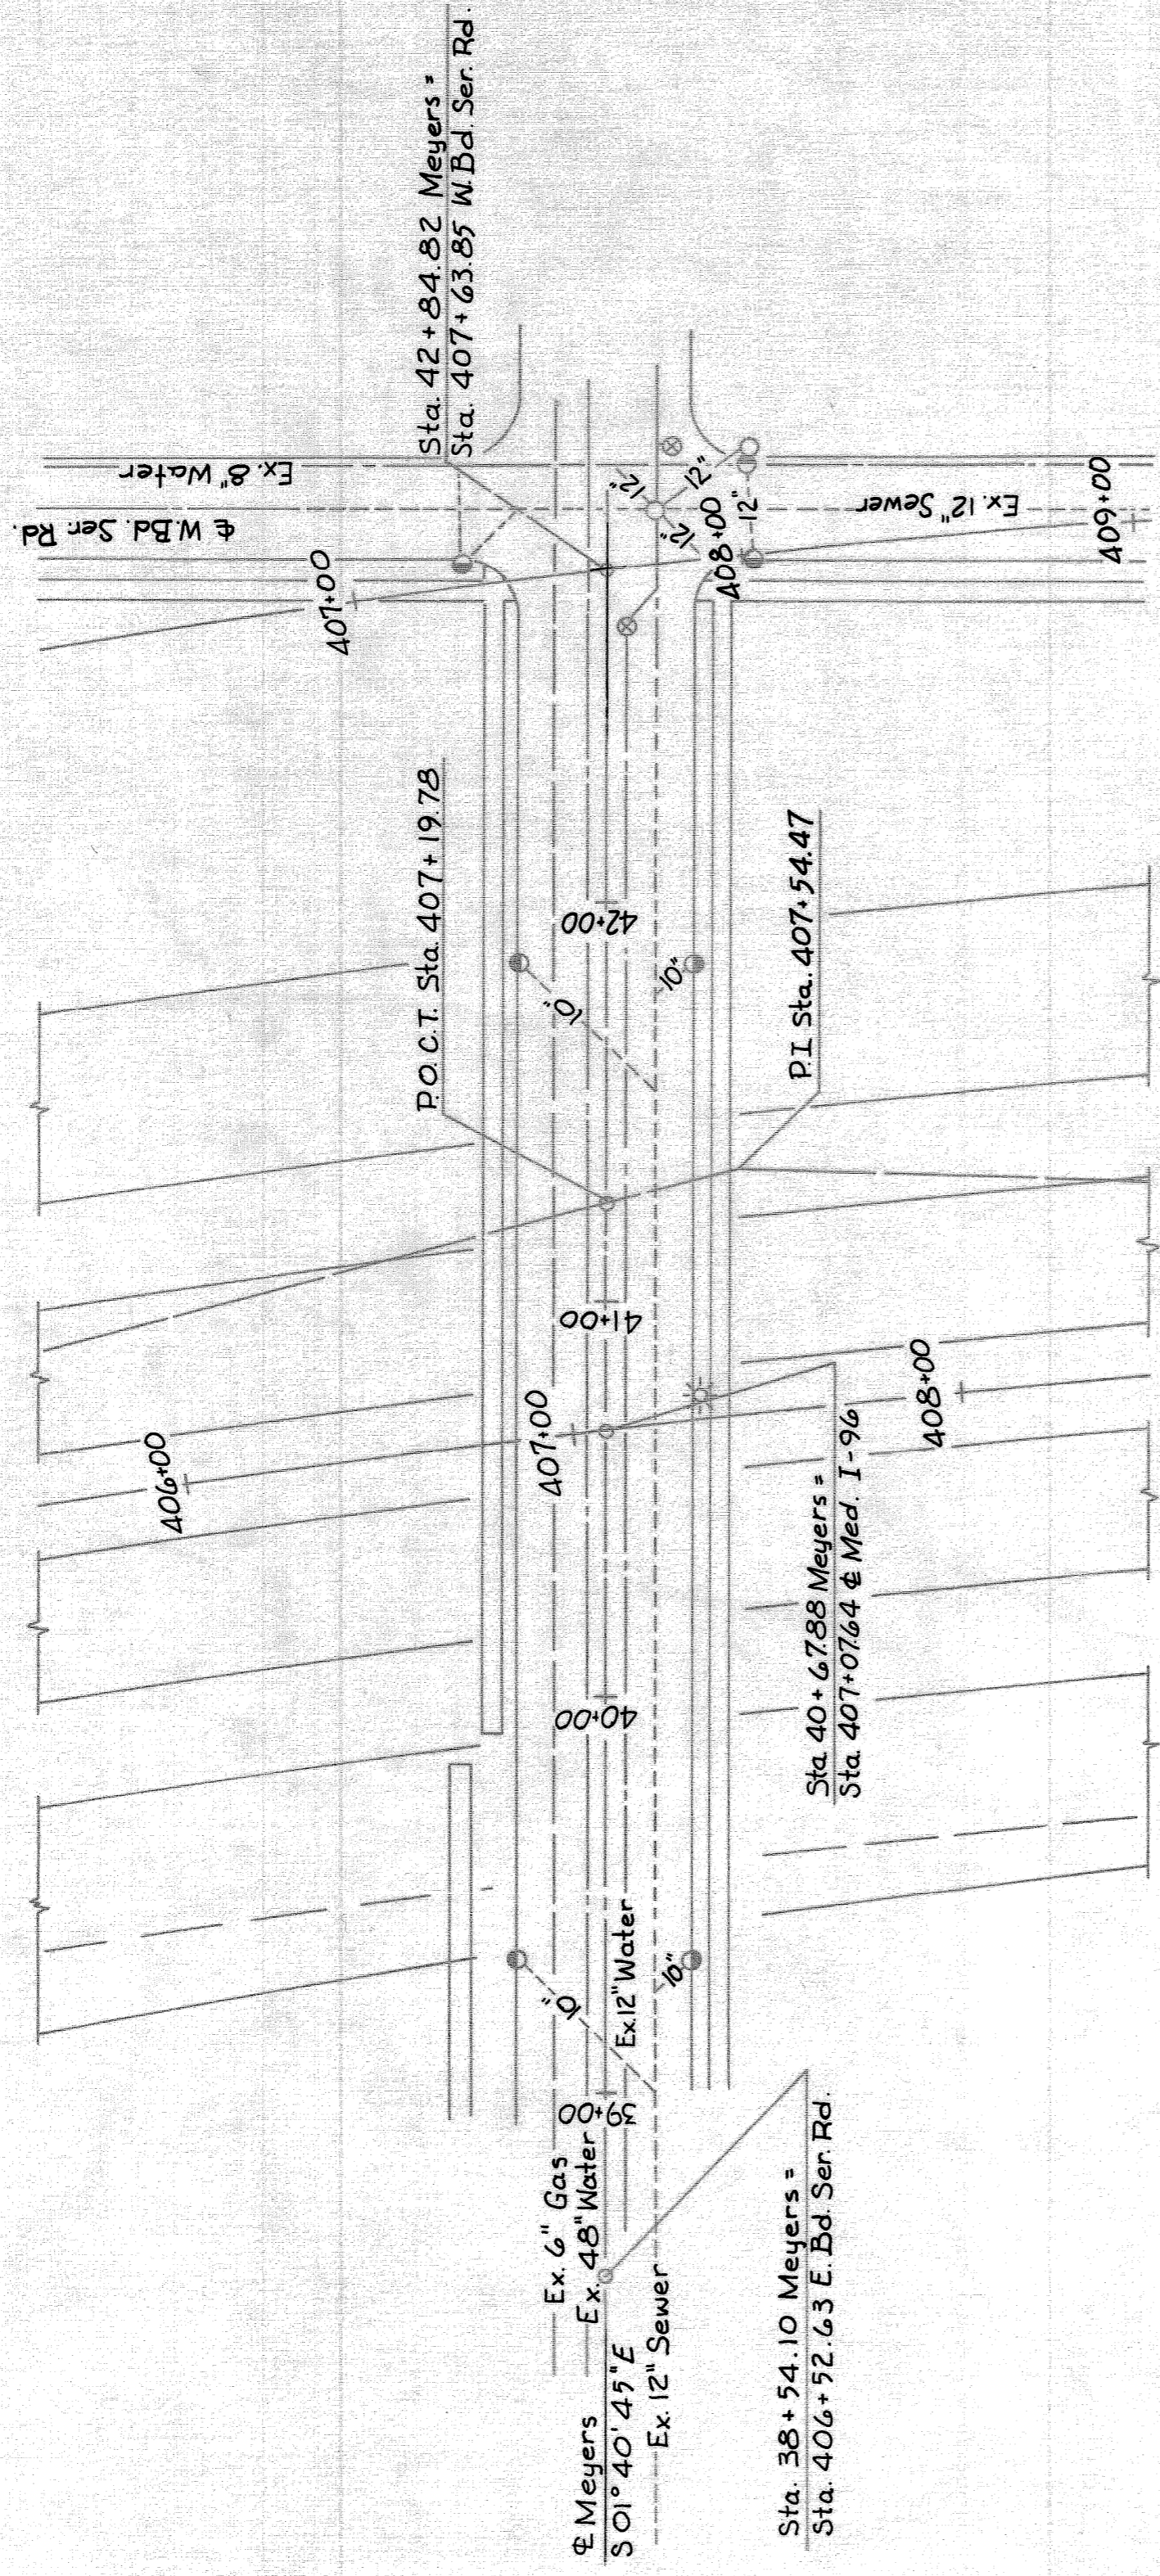 Sta. 42+84.82 Meyers =
Sta. 407+63.85 W.Bd. Ser. Rd.
Ex. 8" Water
℄ W.Bd. Ser. Rd.
Ex. 12" Sewer
407+00
408+00
409+00
12"
12"
12"
12"
P.O.C.T. Sta. 407+19.78
P.I. Sta. 407+54.47
42+00
10"
10"
41+00
406+00
407+00
408+00
Sta. 40+67.88 Meyers =
Sta. 407+07.64 ℄ Med. I-96
40+00
Ex. 12" Water
10"
10"
39+00
Ex. 6" Gas
Ex. 48" Water
℄ Meyers
S 01° 40' 45" E
Ex. 12" Sewer
Sta. 38+54.10 Meyers =
Sta. 406+52.63 E. Bd. Ser. Rd.